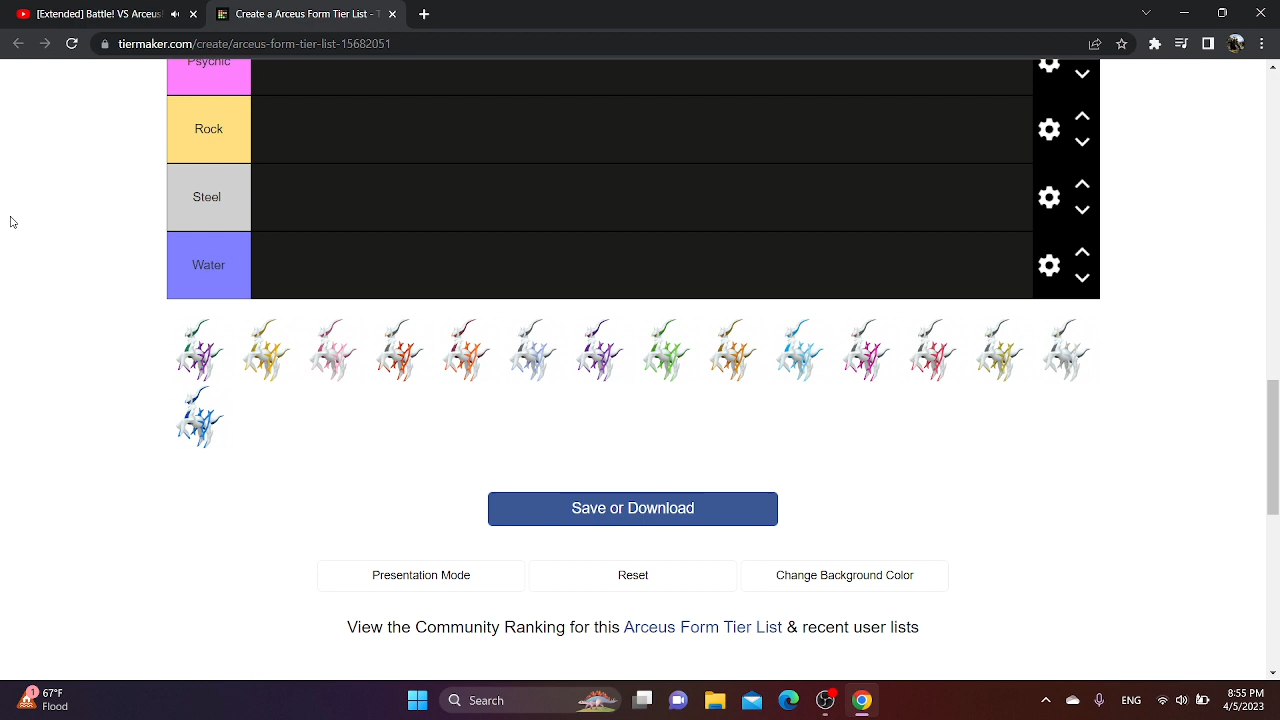 [Extended] Battle! VS Arceus
Create a Arceus Form Tier List - T
tiermaker.com/create/arceus-form-tier-list-15682051
Psychic
Rock
Steel
Water
Save or Download
Presentation Mode
Reset
Change Background Color
View the Community Ranking for this Arceus Form Tier List & recent user lists
1
67°F
Flood
Search
ENG
8:55 PM
4/5/2023